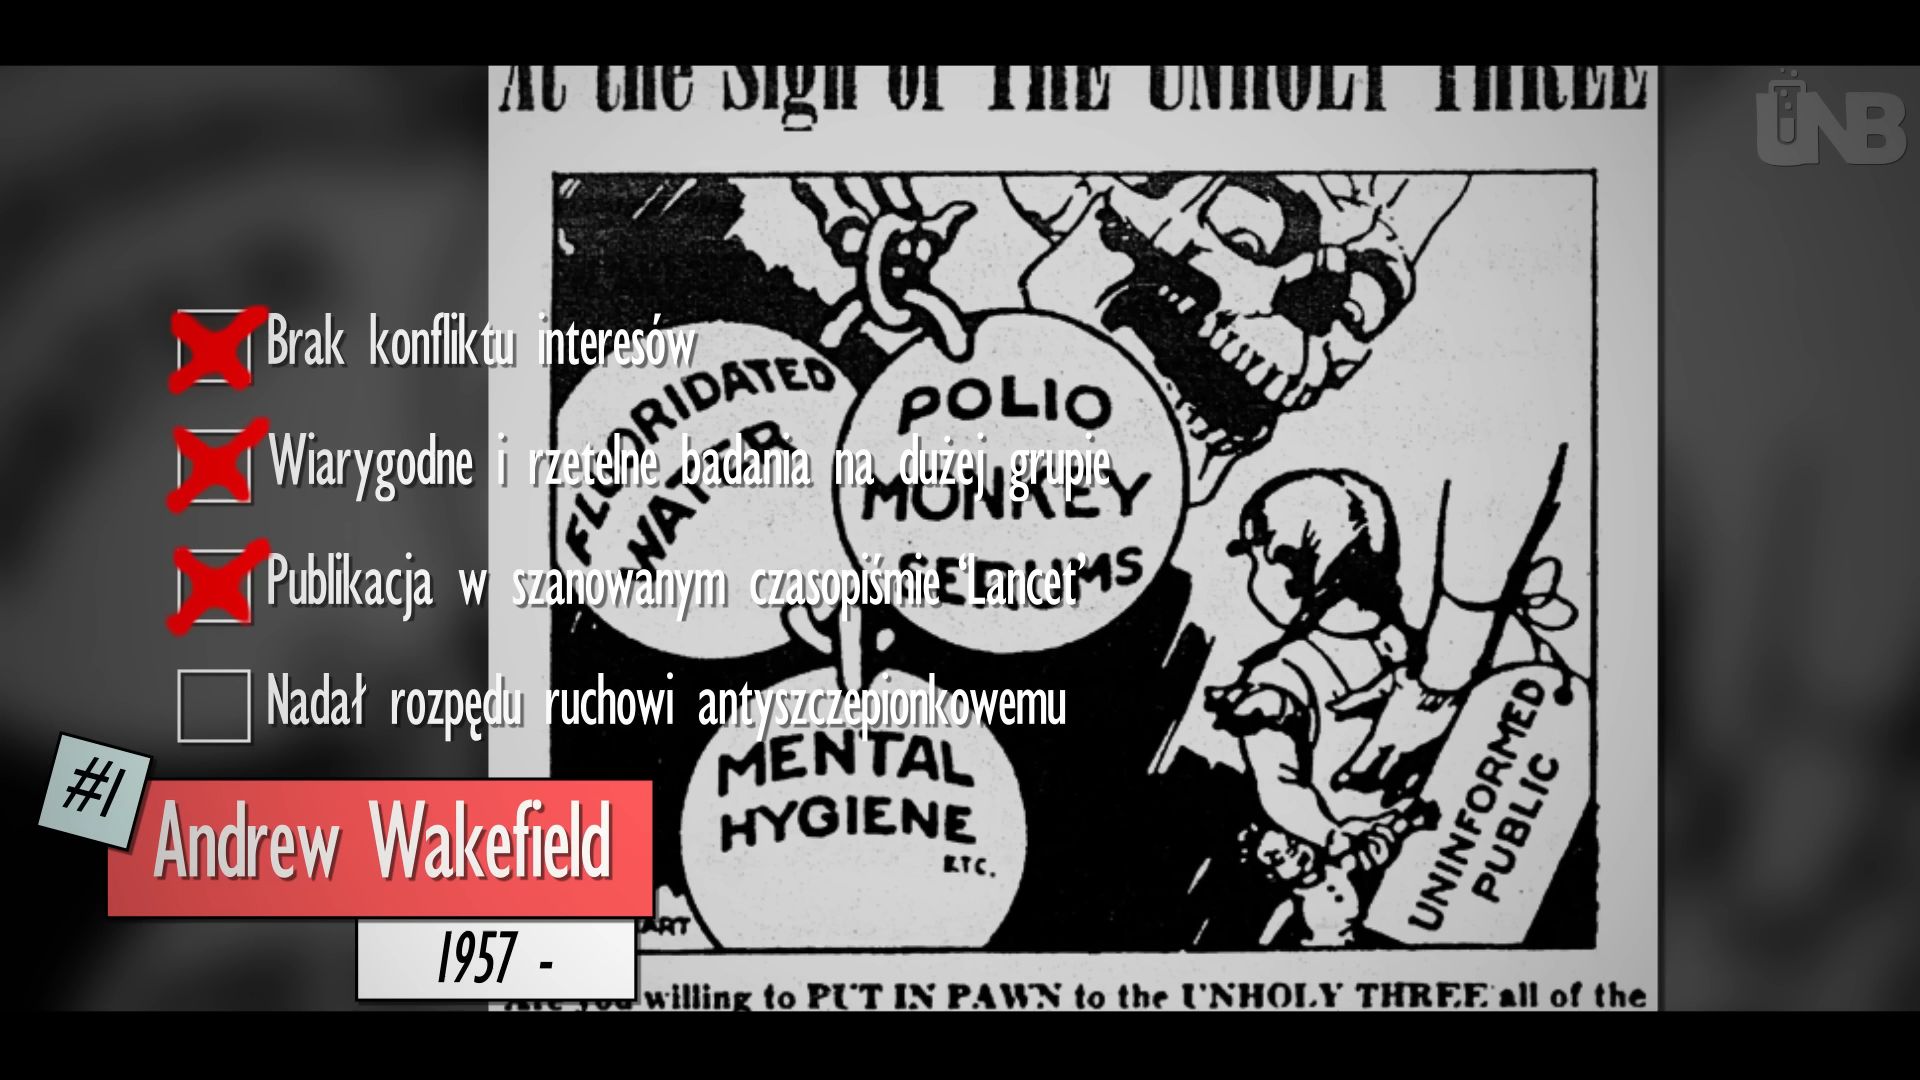 At the Sign of THE UNHOLY THREE
UNB
FLUORIDATED
WATER
POLIO
MONKEY
SERUMS
Brak konfliktu interesów
Wiarygodne i rzetelne badania na dużej grupie
Publikacja w szanowanym czasopiśmie 'Lancet'
Nadał rozpędu ruchowi antyszczepionkowemu
MENTAL
HYGIENE
ETC.
UNINFORMED
PUBLIC
#1
Andrew Wakefield
1957 -
Are you willing to PUT IN PAWN to the UNHOLY THREE all of the